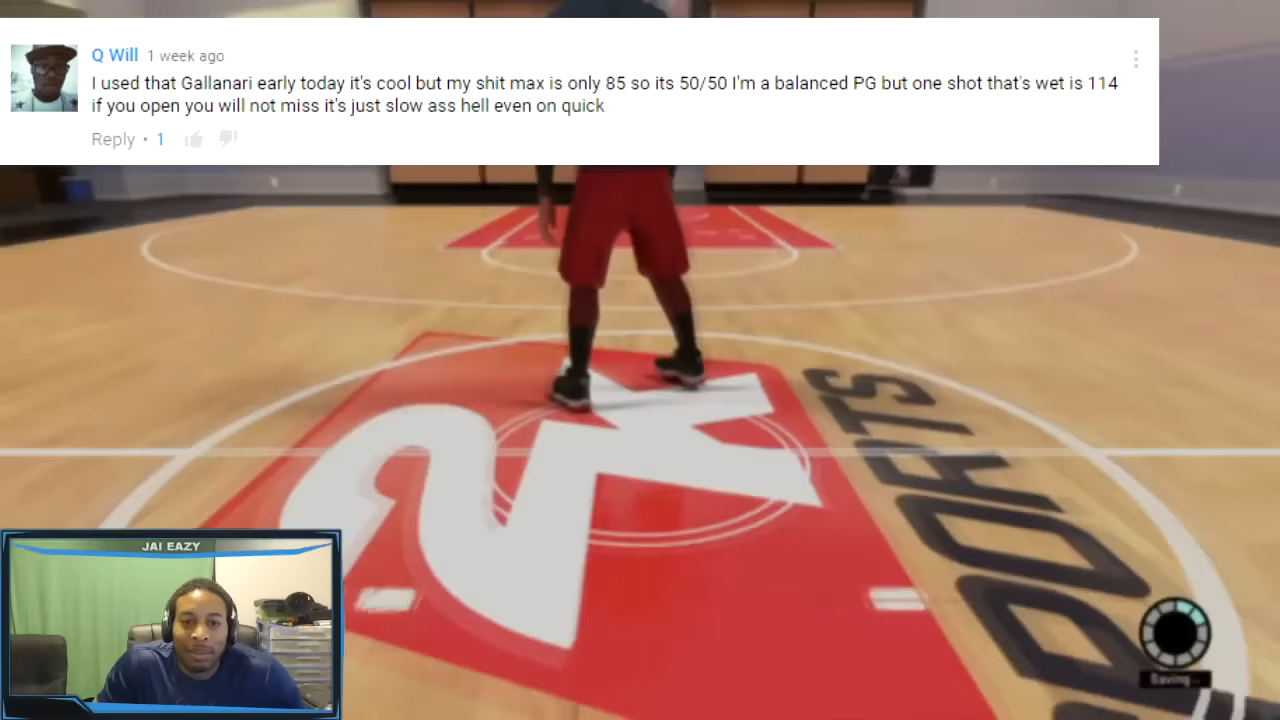 Q Will 1 week ago
I used that Gallanari early today it's cool but my shit max is only 85 so its 50/50 I'm a balanced PG but one shot that's wet is 114
if you open you will not miss it's just slow ass hell even on quick
Reply • 1
2K
SPORTS
JAI EAZY
Saving...